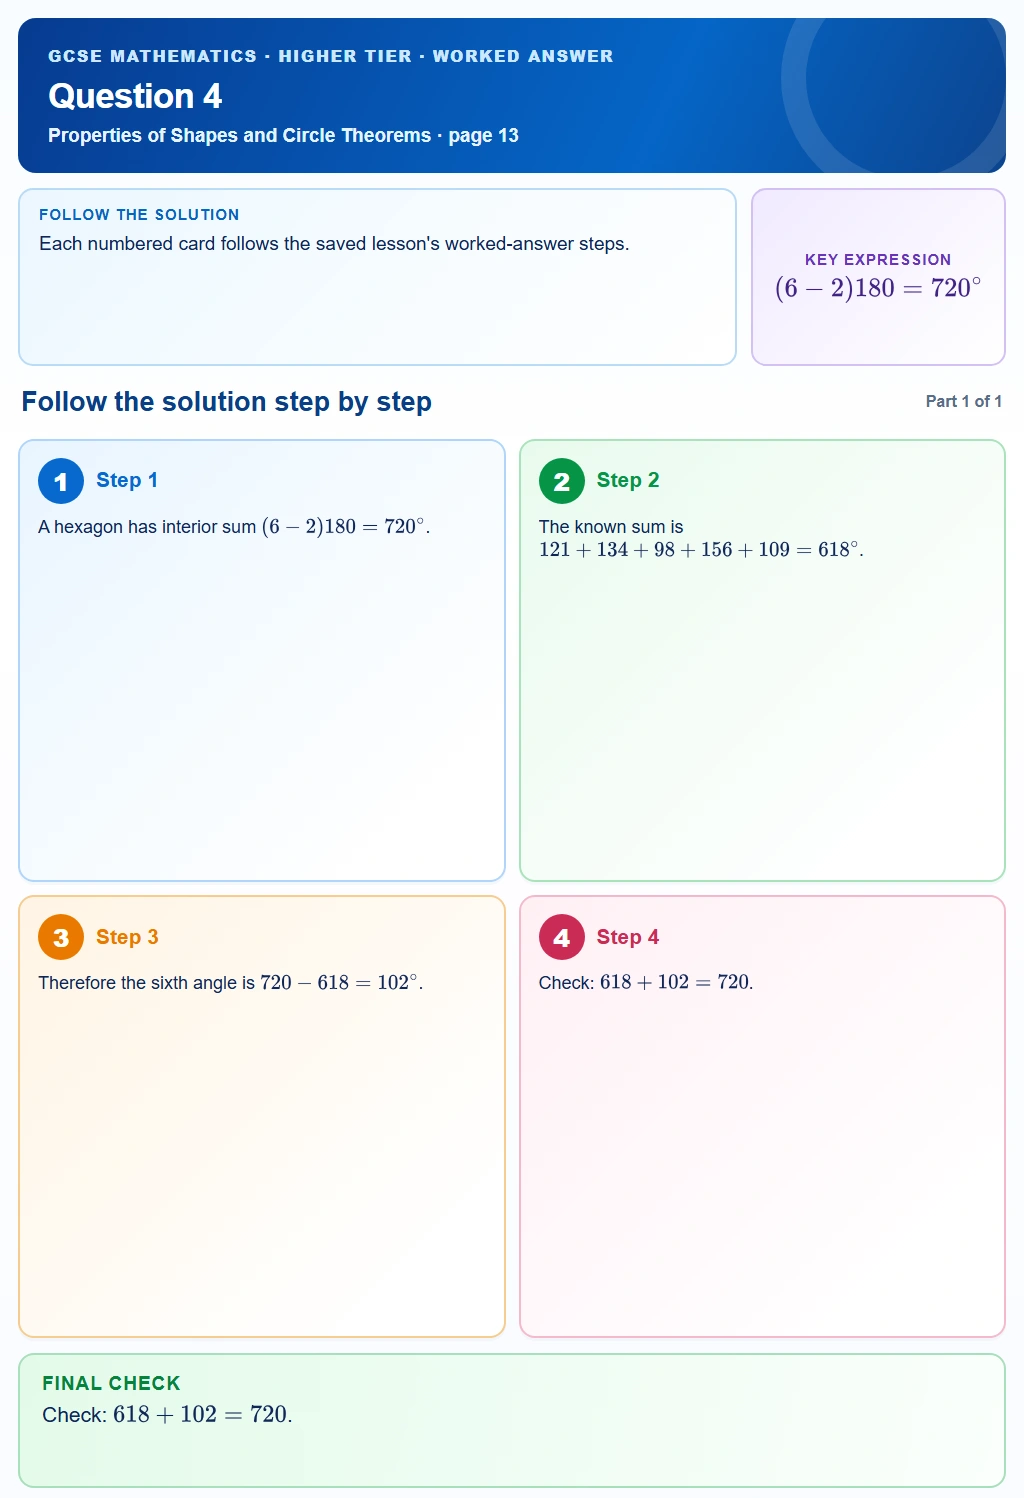 GCSE MATHEMATICS · HIGHER TIER · WORKED ANSWER
Question 4
Properties of Shapes and Circle Theorems · page 13
FOLLOW THE SOLUTION
Each numbered card follows the saved lesson's worked-answer steps.
KEY EXPRESSION
(6 − 2)180 = 720°
Follow the solution step by step
Part 1 of 1
1 Step 1
A hexagon has interior sum (6 − 2)180 = 720°.
2 Step 2
The known sum is
121 + 134 + 98 + 156 + 109 = 618°.
3 Step 3
Therefore the sixth angle is 720 − 618 = 102°.
4 Step 4
Check: 618 + 102 = 720.
FINAL CHECK
Check: 618 + 102 = 720.